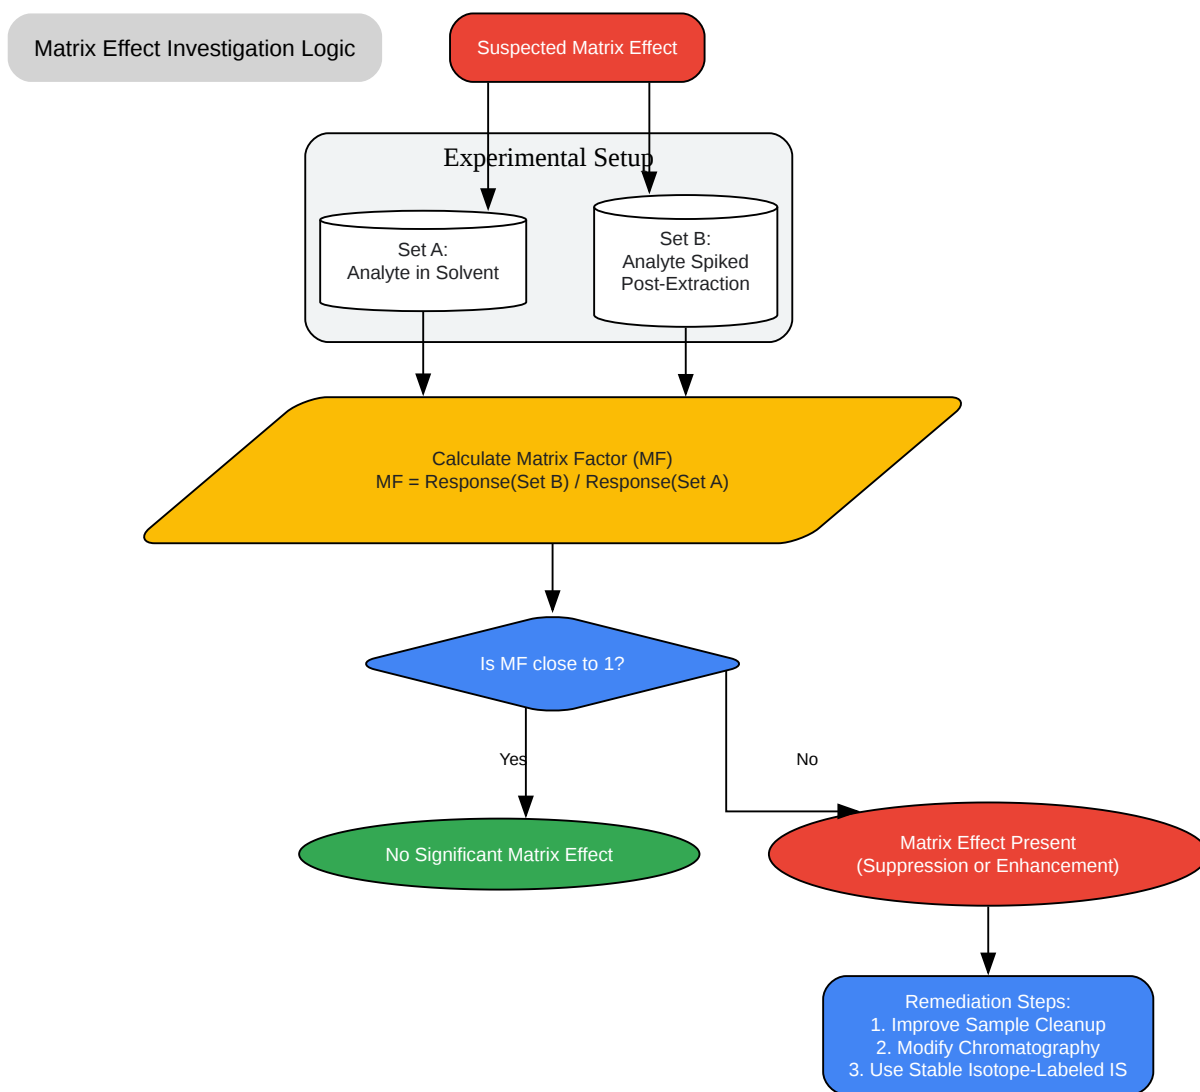 Matrix Effect Investigation Logic
Suspected Matrix Effect
Experimental Setup
Set A:
Analyte in Solvent
Set B:
Analyte Spiked
Post-Extraction
Calculate Matrix Factor (MF)
MF = Response(Set B) / Response(Set A)
Is MF close to 1?
Yes
No
No Significant Matrix Effect
Matrix Effect Present
(Suppression or Enhancement)
Remediation Steps:
1. Improve Sample Cleanup
2. Modify Chromatography
3. Use Stable Isotope-Labeled IS